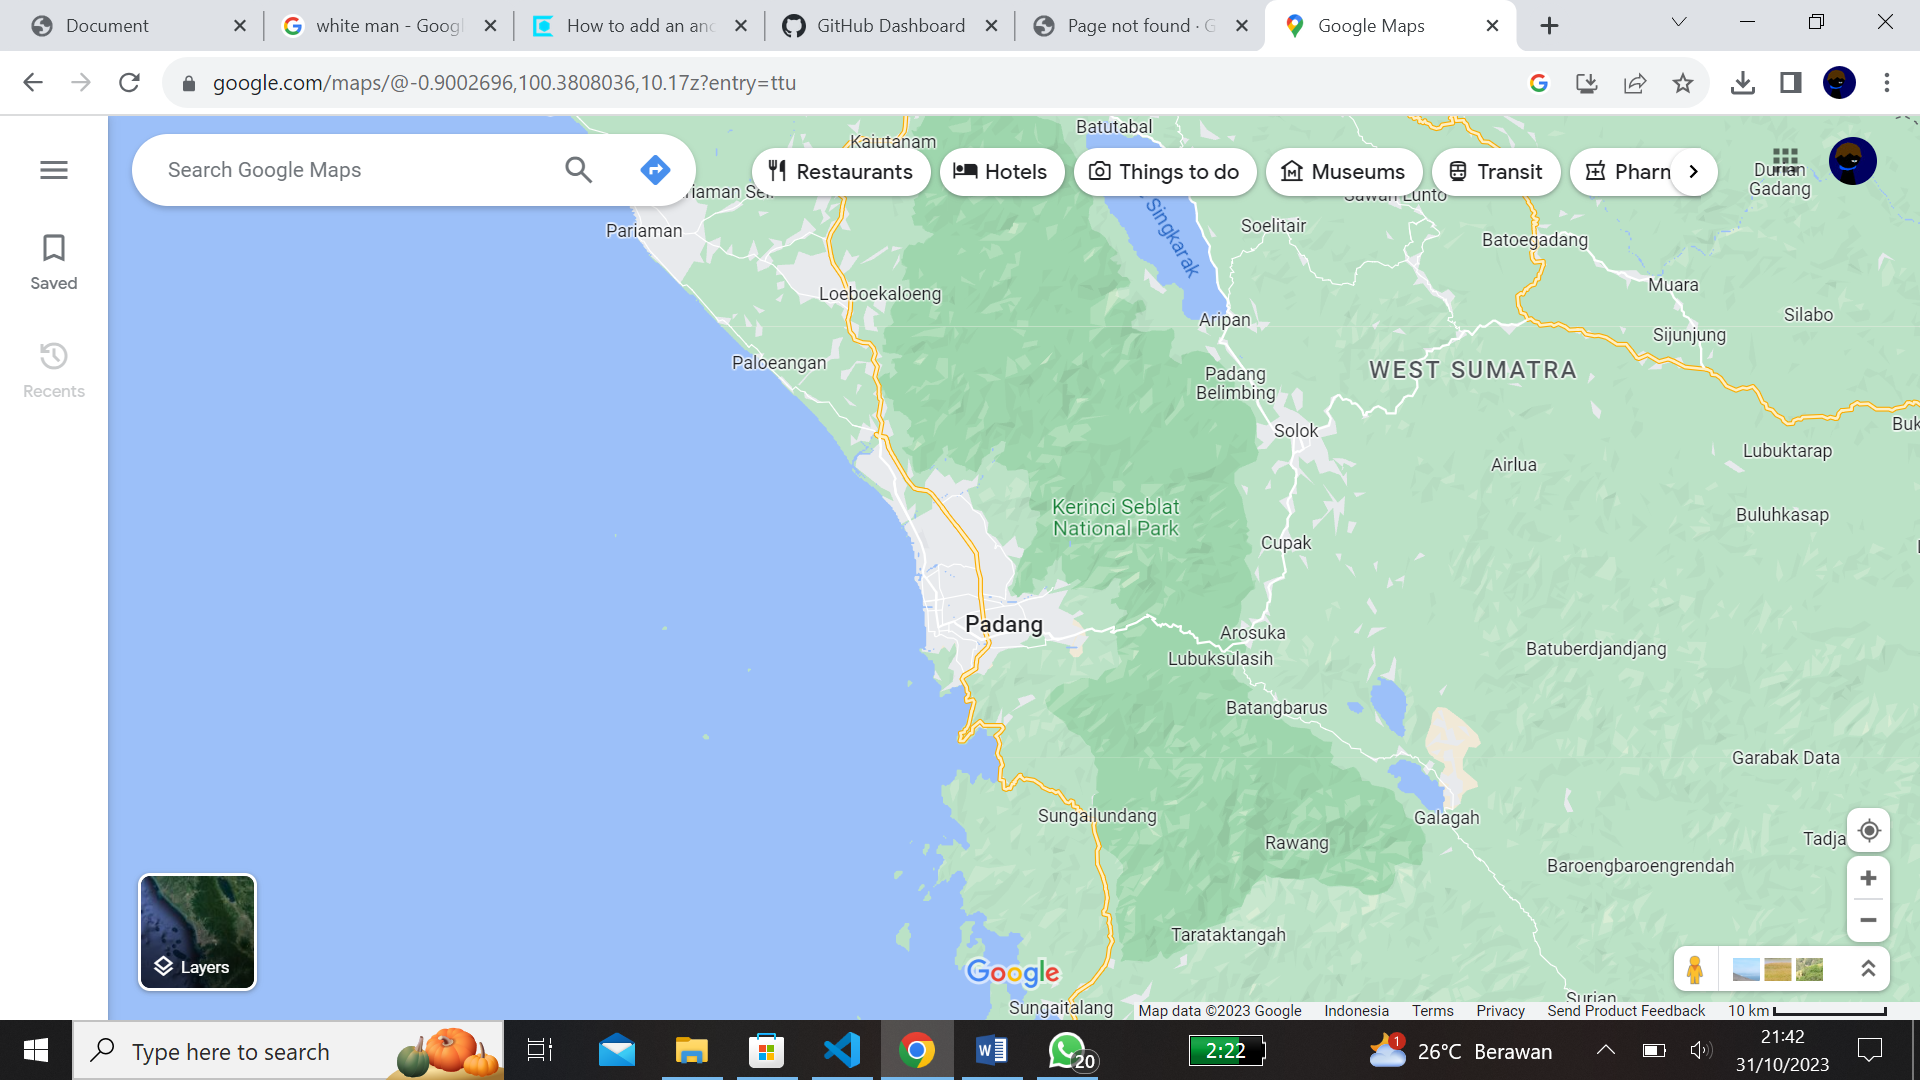 Document
white man - Googl
How to add an anc
GitHub Dashboard
Page not found · G
Google Maps
google.com/maps/@-0.9002696,100.3808036,10.17z?entry=ttu
Search Google Maps
Restaurants
Hotels
Things to do
Museums
Transit
Pharn
Saved
Recents
Batutabal
Kaiutanam
Pariaman
Loeboekaloeng
Paloeangan
Singkarak
Soelitair
Batoegadang
Durian
Gadang
Muara
Silabo
Sijunjung
Aripan
WEST SUMATRA
Padang
Belimbing
Solok
Buk
Lubuktarap
Airlua
Kerinci Seblat
National Park
Buluhkasap
Cupak
Padang
Arosuka
Lubuksulasih
Batuberdjandjang
Batangbarus
Garabak Data
Sungailundang
Galagah
Rawang
Tadja
Baroengbaroengrendah
Taratak­tangah
Surian
Sungaitalang
Layers
Google
Map data ©2023 Google
Indonesia
Terms
Privacy
Send Product Feedback
10 km
Type here to search
20
2:22
1
26°C Berawan
21:42
31/10/2023